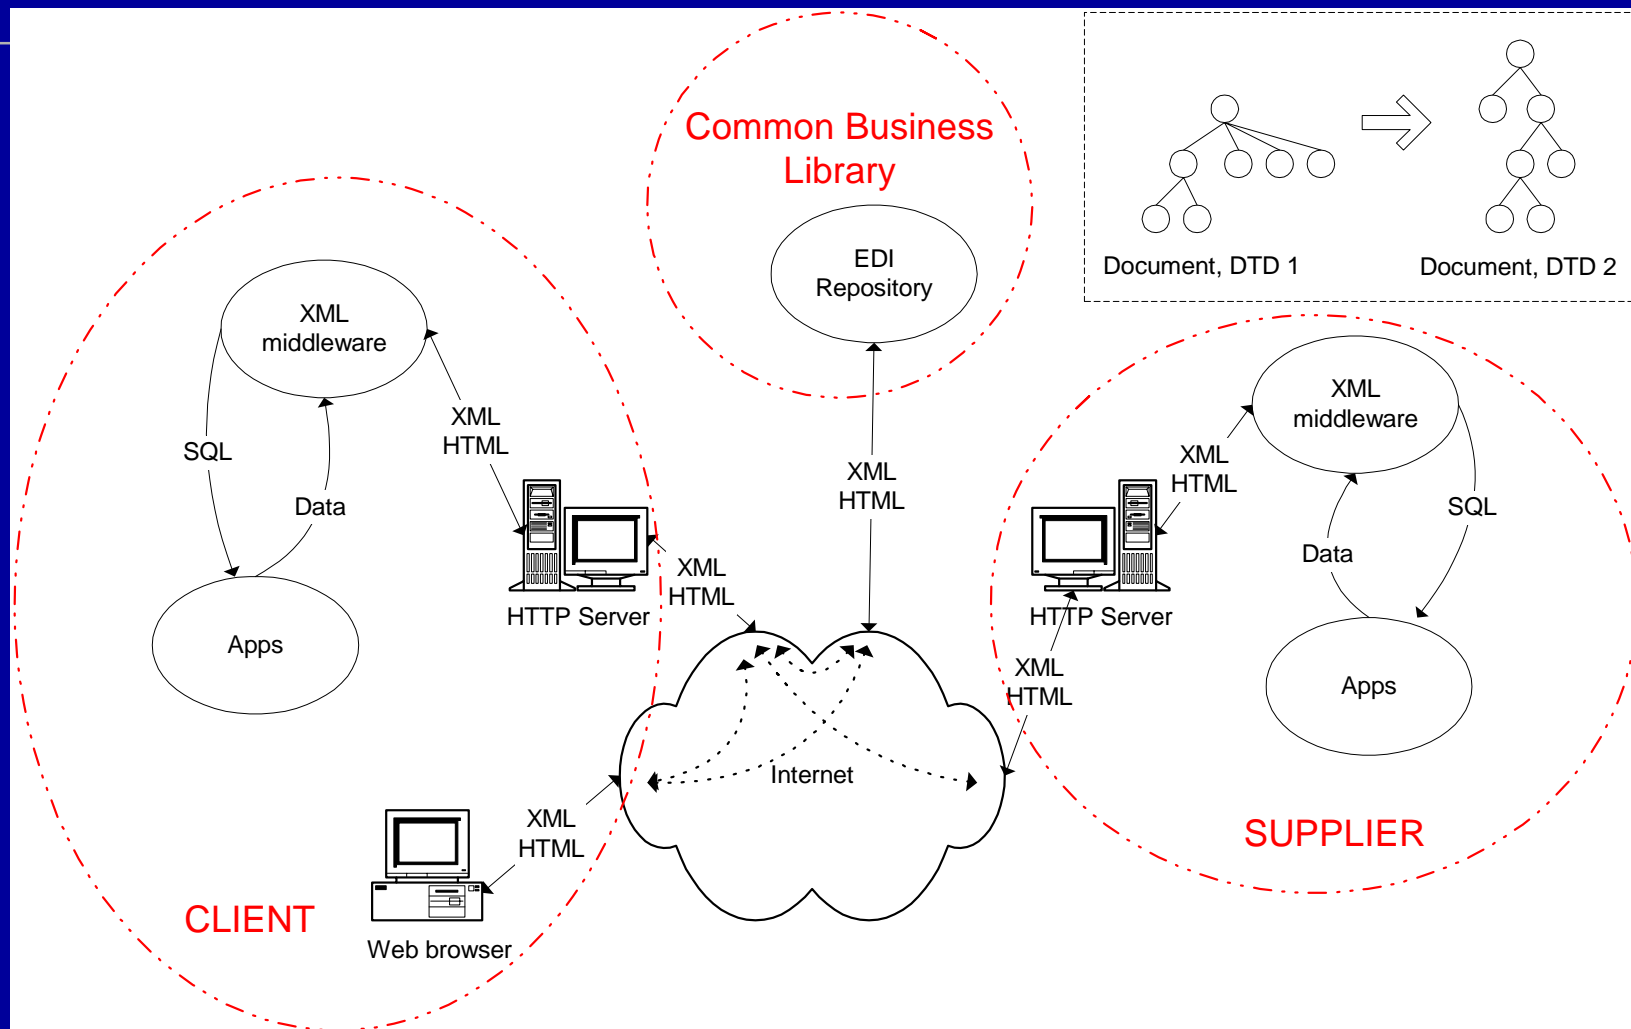 Common Business
Library
EDI
Repository
Document, DTD 1
Document, DTD 2
XML
middleware
SQL
Data
Apps
XML
HTML
HTTP Server
XML
HTML
XML
HTML
XML
HTML
Web browser
CLIENT
Internet
XML
HTML
HTTP Server
XML
HTML
XML
middleware
SQL
Data
Apps
SUPPLIER